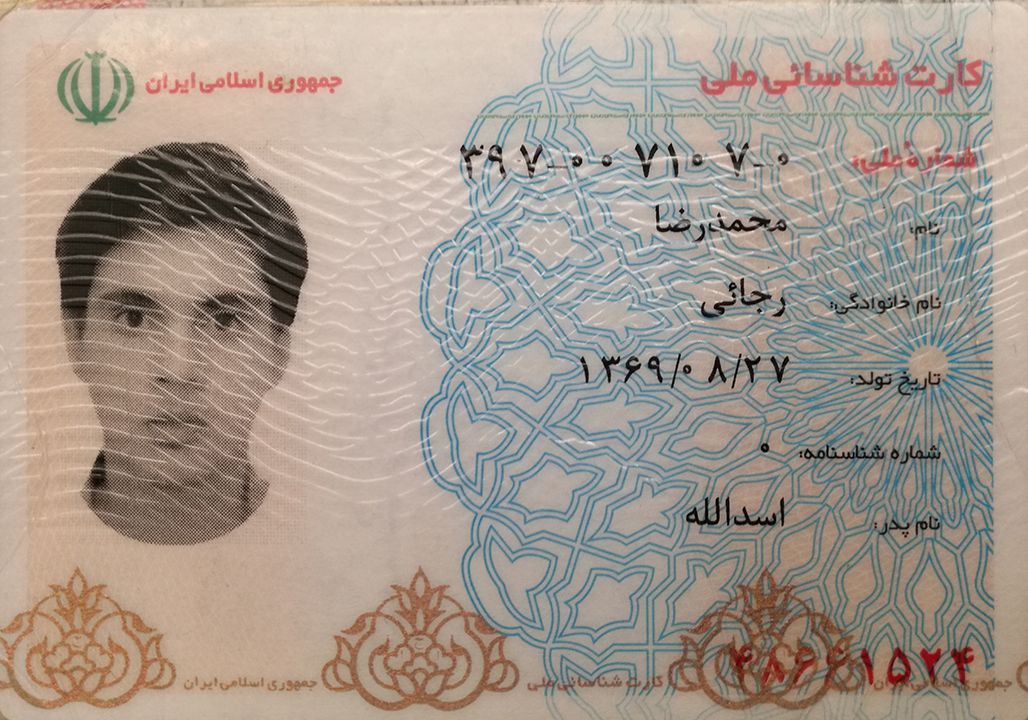 جمهوری اسلامی ایران
کارت شناسائی ملی
شماره ملی: ۳۹۷-۰۰۷۱۰۷-۰
نام: محمدرضا
نام خانوادگی: رجائی
تاریخ تولد: ۱۳۶۹/۰۸/۲۷
شماره شناسنامه: ۰
نام پدر: اسدالله
جمهوری اسلامی ایران
کارت شناسائی ملی
جمهوری اسلامی ایران